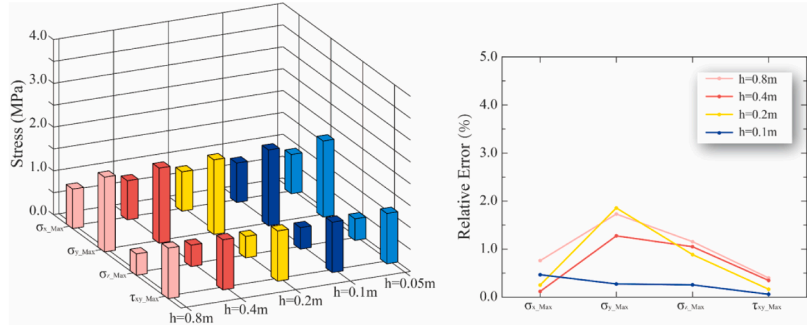 4.0
3.0
2.0
1.0
0.0
Stress (MPa)
σx_Max
σy_Max
σz_Max
τxy_Max
h=0.8m
h=0.4m
h=0.2m
h=0.1m
h=0.05m
5.0
4.0
3.0
2.0
1.0
0.0
Relative Error (%)
h=0.8m
h=0.4m
h=0.2m
h=0.1m
σx_Max σy_Max σz_Max τxy_Max